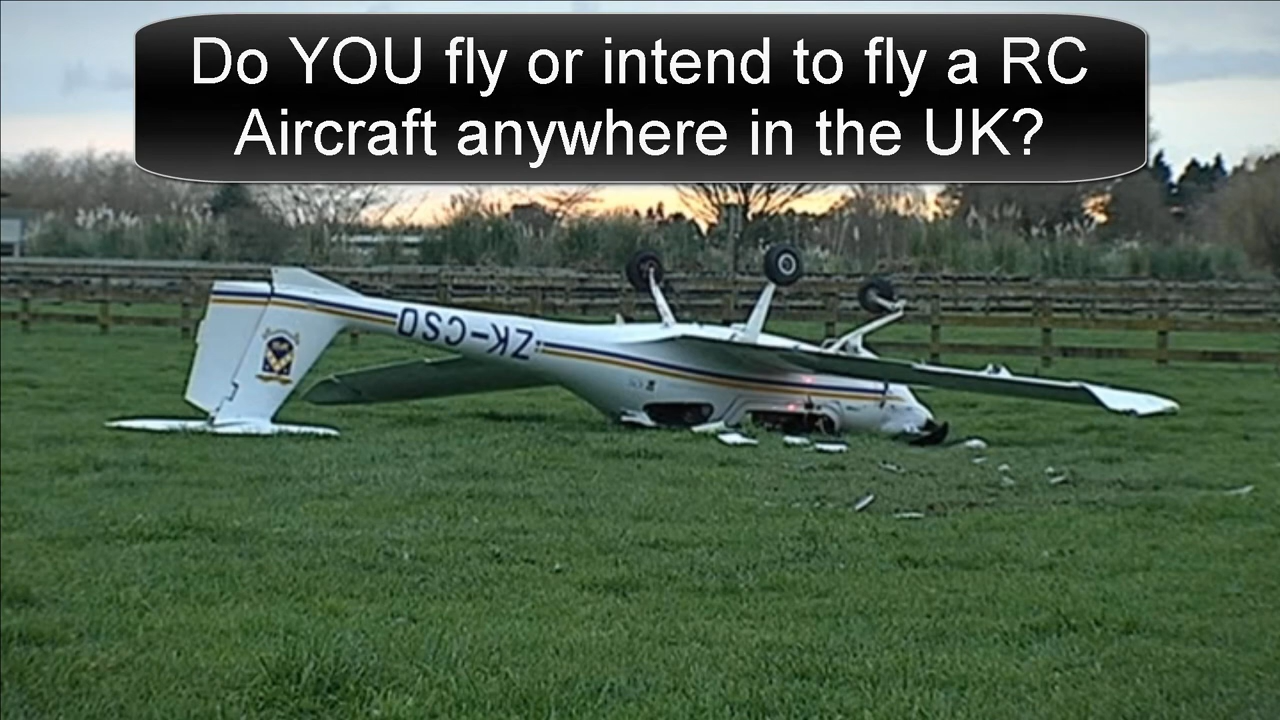 Do YOU fly or intend to fly a RC
Aircraft anywhere in the UK?
ZK-CSO